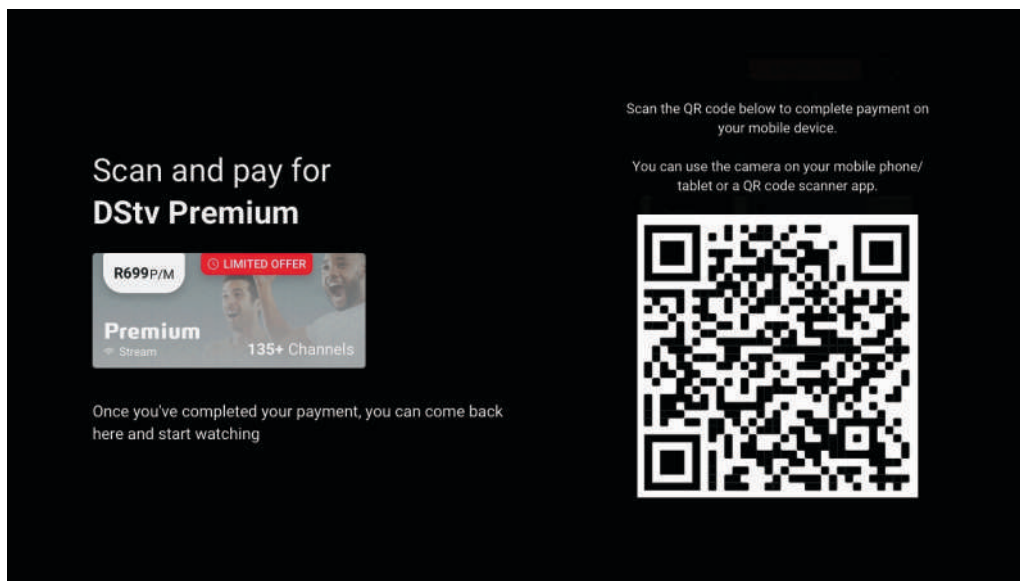 Scan and pay for
DStv Premium
R699P/M
LIMITED OFFER
Premium
Stream
135+ Channels
Once you've completed your payment, you can come back
here and start watching
Scan the QR code below to complete payment on
your mobile device.
You can use the camera on your mobile phone/
tablet or a QR code scanner app.